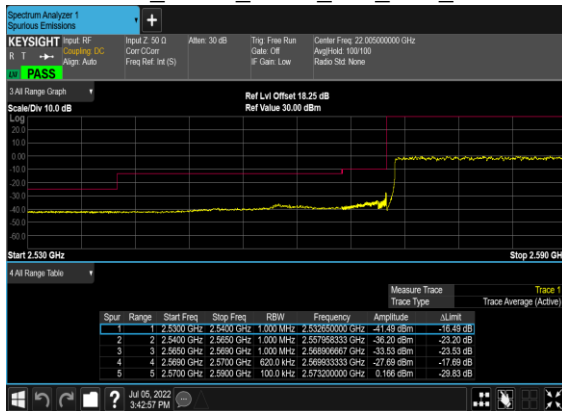 Spectrum Analyzer 1
Spurious Emissions
KEYSIGHT Input: RF Input Z: 50 Ω Atten: 30 dB Trig: Free Run Center Freq: 22.005000000 GHz
R T Coupling: DC Corr CCorr Gate: Off Avg|Hold: 100/100
Align: Auto Freq Ref: Int (S) IF Gain: Low Radio Std: None
PASS
3 All Range Graph
Ref Lvl Offset 18.25 dB
Scale/Div 10.0 dB Ref Value 30.00 dBm
Log
20.0
10.0
0.00
-10.0
-20.0
-30.0
-40.0
-50.0
-60.0
Start 2.530 GHz Stop 2.590 GH
4 All Range Table
Measure Trace Trace 1
Trace Type Trace Average (Active)
Spur Range Start Freq Stop Freq RBW Frequency Amplitude ΔLimit
1 1 2.5300 GHz 2.5400 GHz 1.000 MHz 2.532650000 GHz -41.49 dBm -16.49 dB
2 2 2.5400 GHz 2.5650 GHz 1.000 MHz 2.557958333 GHz -36.20 dBm -23.20 dB
3 3 2.5650 GHz 2.5690 GHz 1.000 MHz 2.568906667 GHz -33.53 dBm -23.53 dB
4 4 2.5690 GHz 2.5700 GHz 620.0 kHz 2.569933333 GHz -27.69 dBm -17.69 dB
5 5 2.5700 GHz 2.5900 GHz 100.0 kHz 2.573200000 GHz 0.166 dBm -29.83 dB
Jul 05, 2022
3:42:57 PM